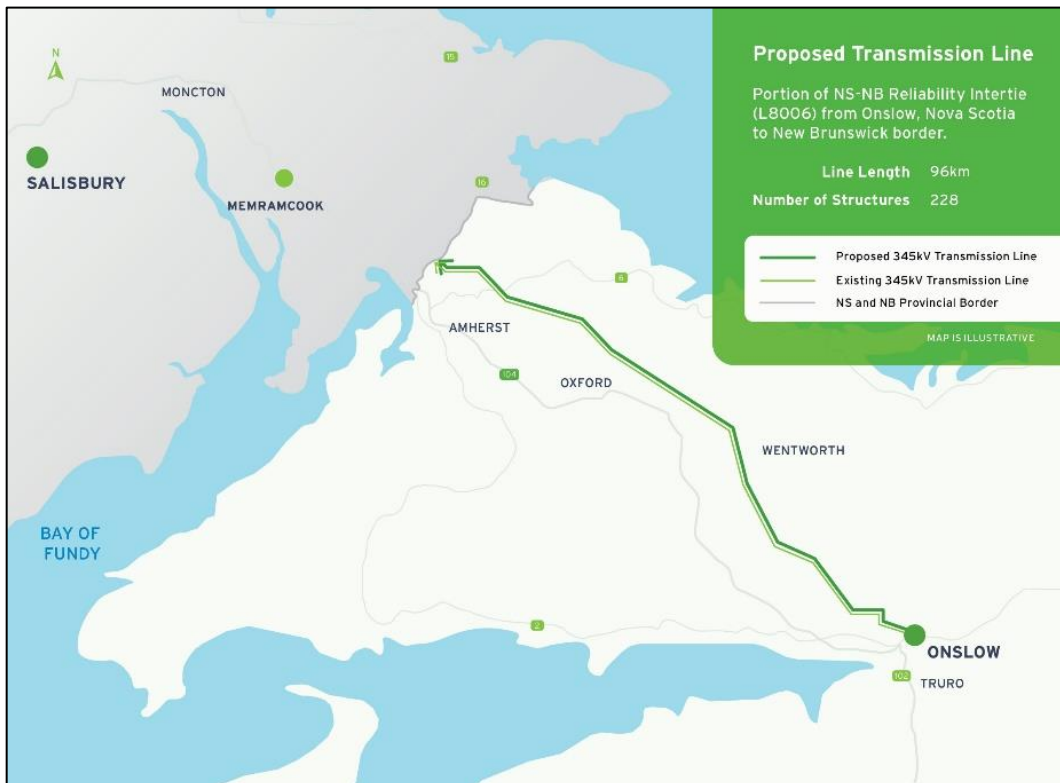 Proposed Transmission Line
Portion of NS-NB Reliability Intertie
(L8006) from Onslow, Nova Scotia
to New Brunswick border.
Line Length 96km
Number of Structures 228
Proposed 345kV Transmission Line
Existing 345kV Transmission Line
NS and NB Provincial Border
MAP IS ILLUSTRATIVE
N
15
MONCTON
SALISBURY
MEMRAMCOOK
16
6
AMHERST
104
OXFORD
WENTWORTH
BAY OF
FUNDY
2
ONSLOW
102
TRURO